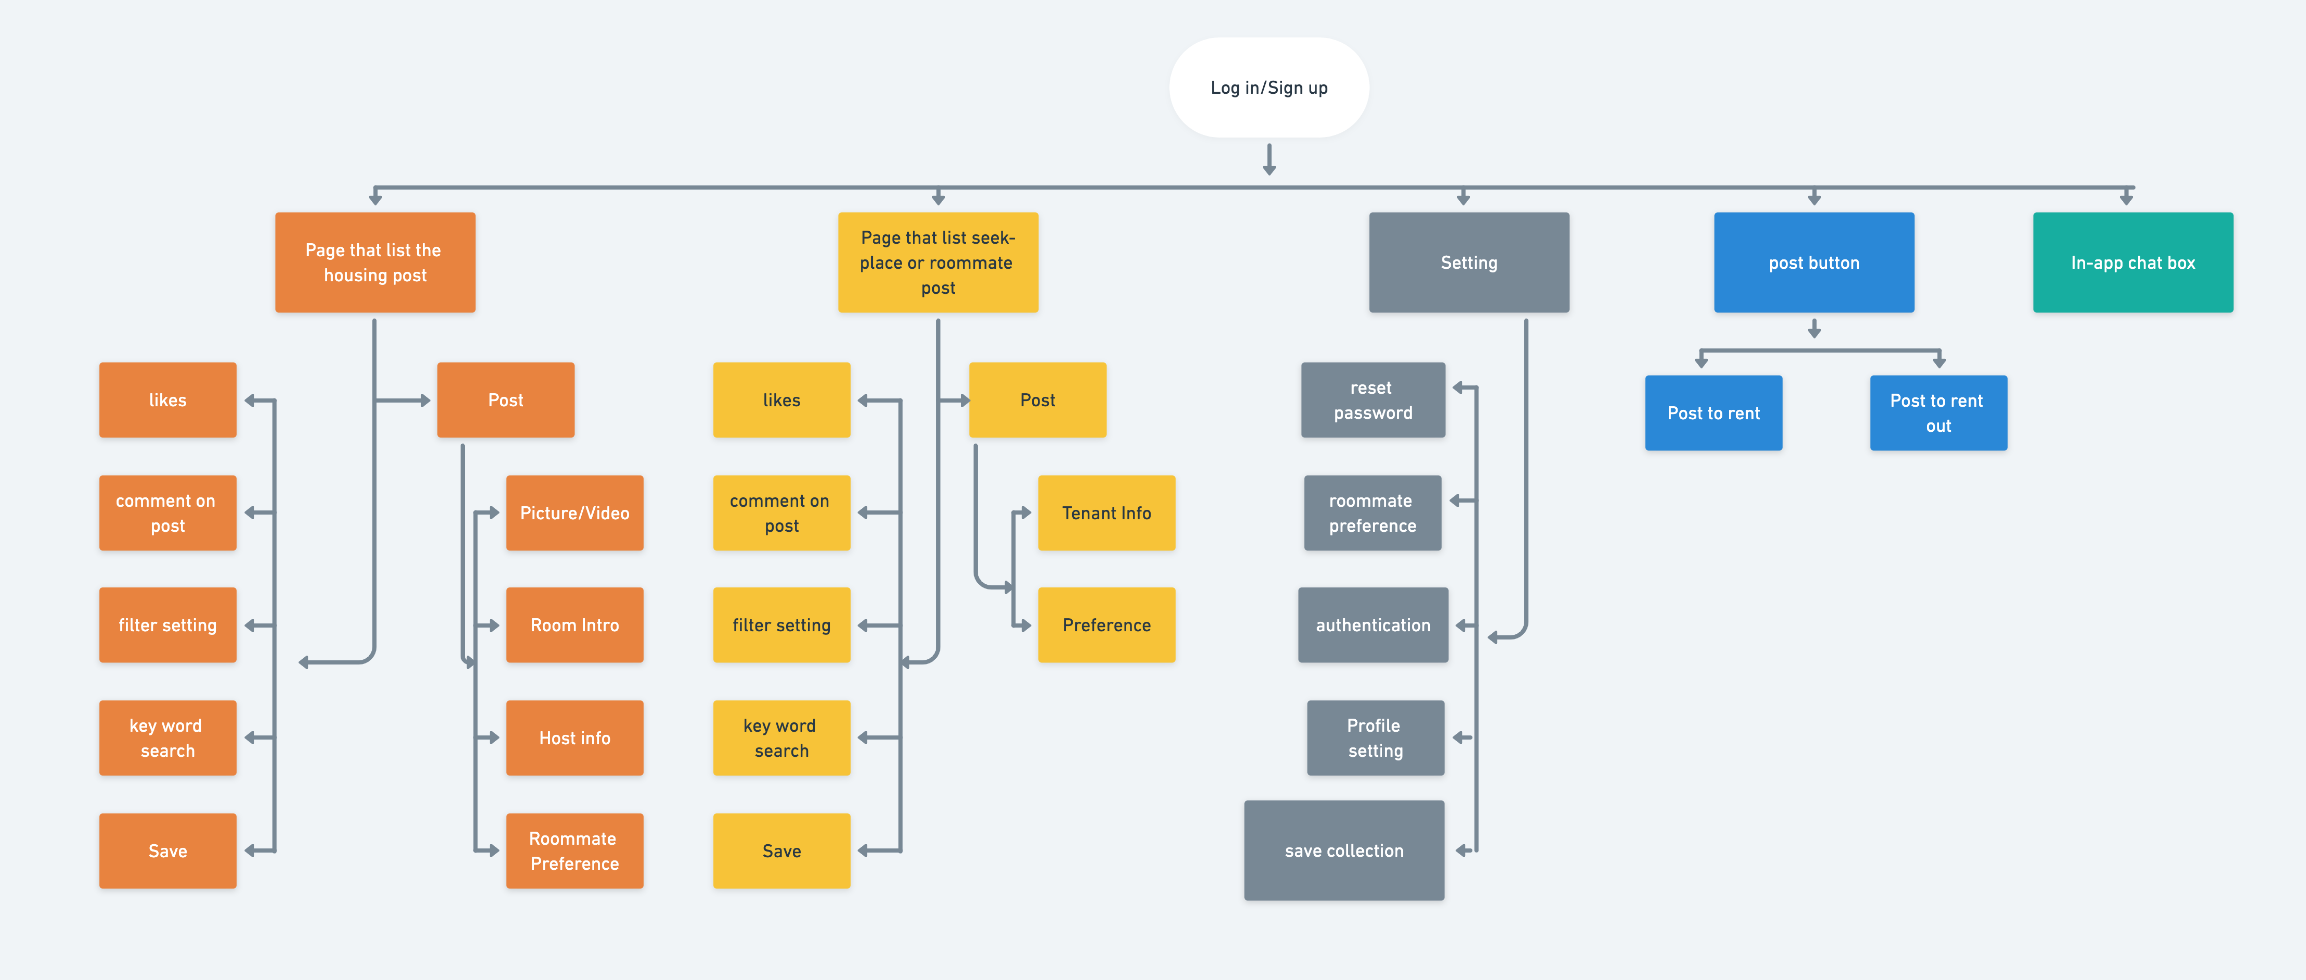 Log in/Sign up
Page that list the
housing post
Page that list seek-
place or roommate
post
Setting
post button
In-app chat box
likes
Post
likes
Post
reset
password
Post to rent
Post to rent
out
comment on
post
Picture/Video
comment on
post
Tenant Info
roommate
preference
filter setting
Room Intro
filter setting
Preference
authentication
key word
search
Host info
key word
search
Profile
setting
Save
Roommate
Preference
Save
save collection